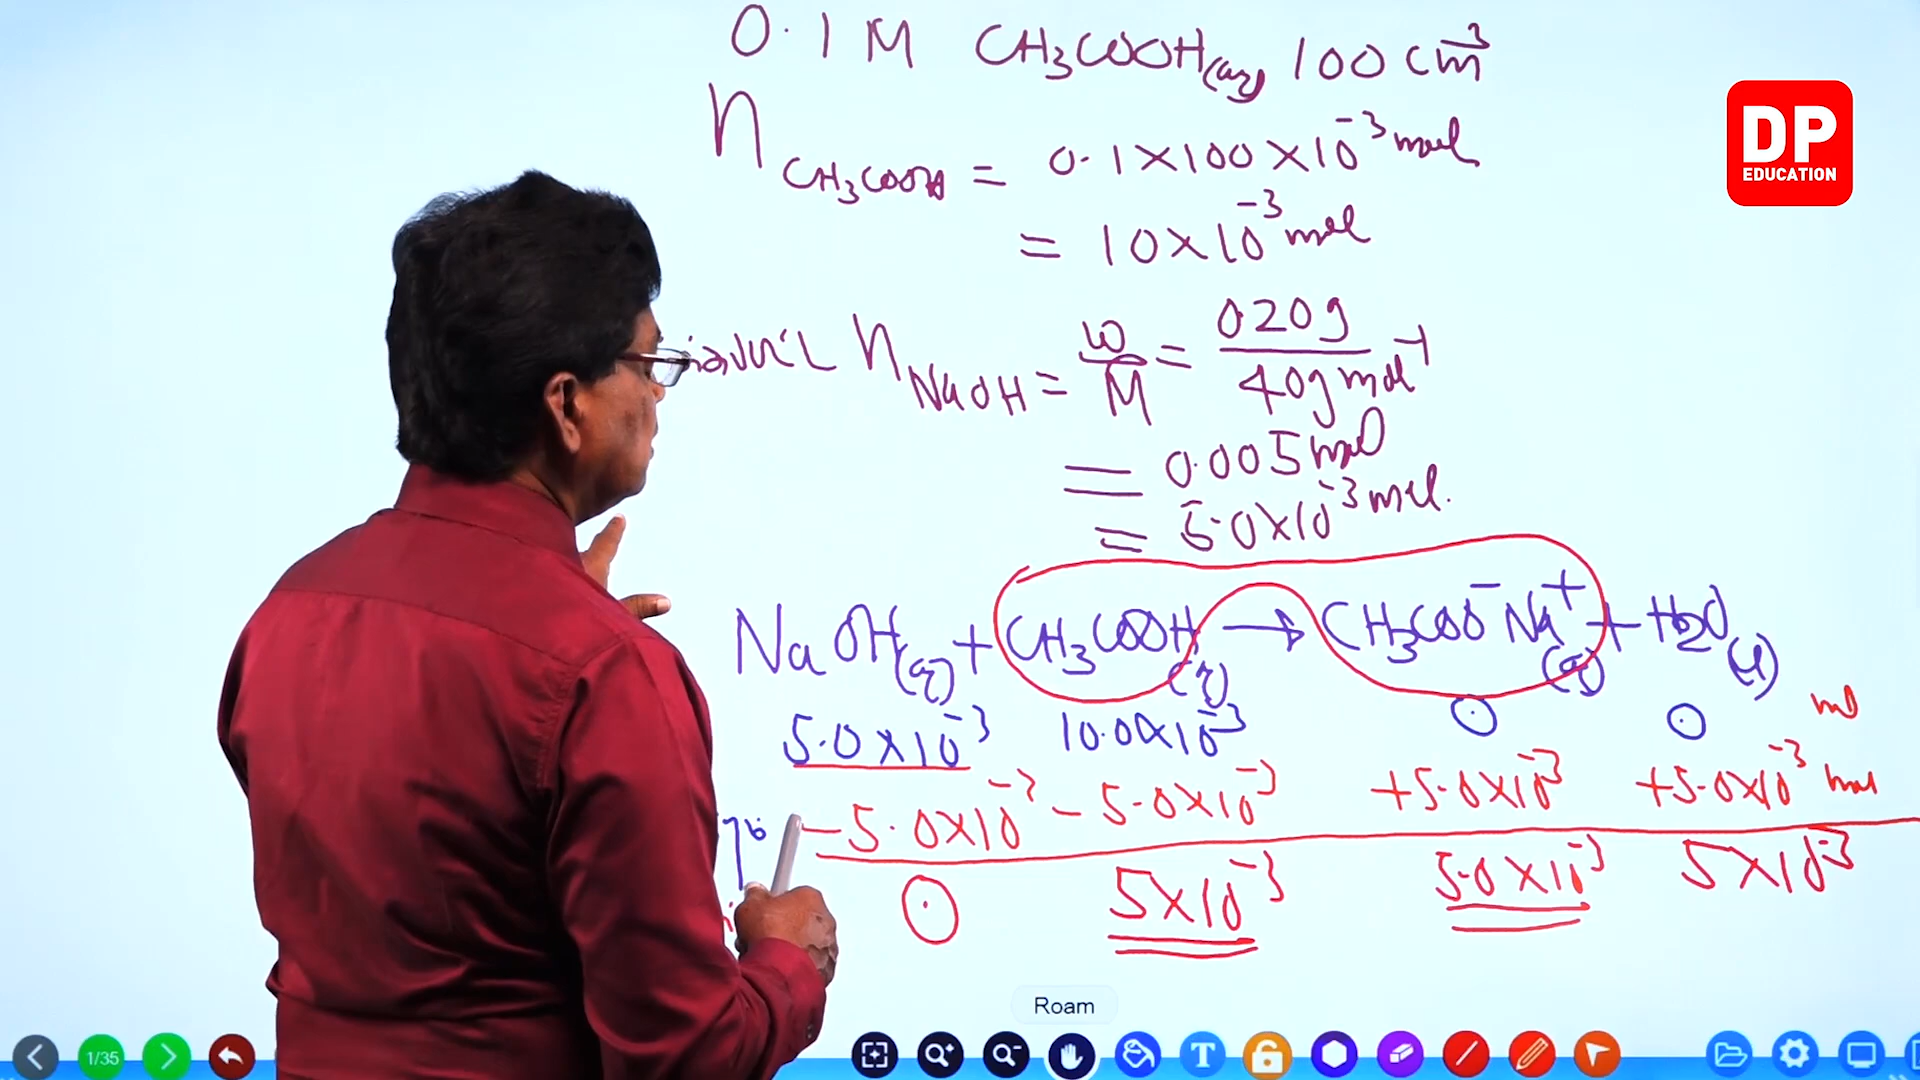 0.1 M CH3COOH(aq) 100 cm³
DP
EDUCATION
n CH3COOH = 0.1×100×10⁻³ mol
= 10×10⁻³ mol
n NaOH = w/M = 0.20g / 40g mol⁻¹
= 0.005 mol
= 5.0×10⁻³ mol.
NaOH(aq) + CH3COOH(aq) → CH3COO⁻Na⁺(aq) + H2O(l)
5.0×10⁻³ 10.0×10⁻³ 0 0 mol
-5.0×10⁻³ -5.0×10⁻³ +5.0×10⁻³ +5.0×10⁻³ mol
0 5×10⁻³ 5.0×10⁻³ 5×10⁻³
Roam
1/35
T